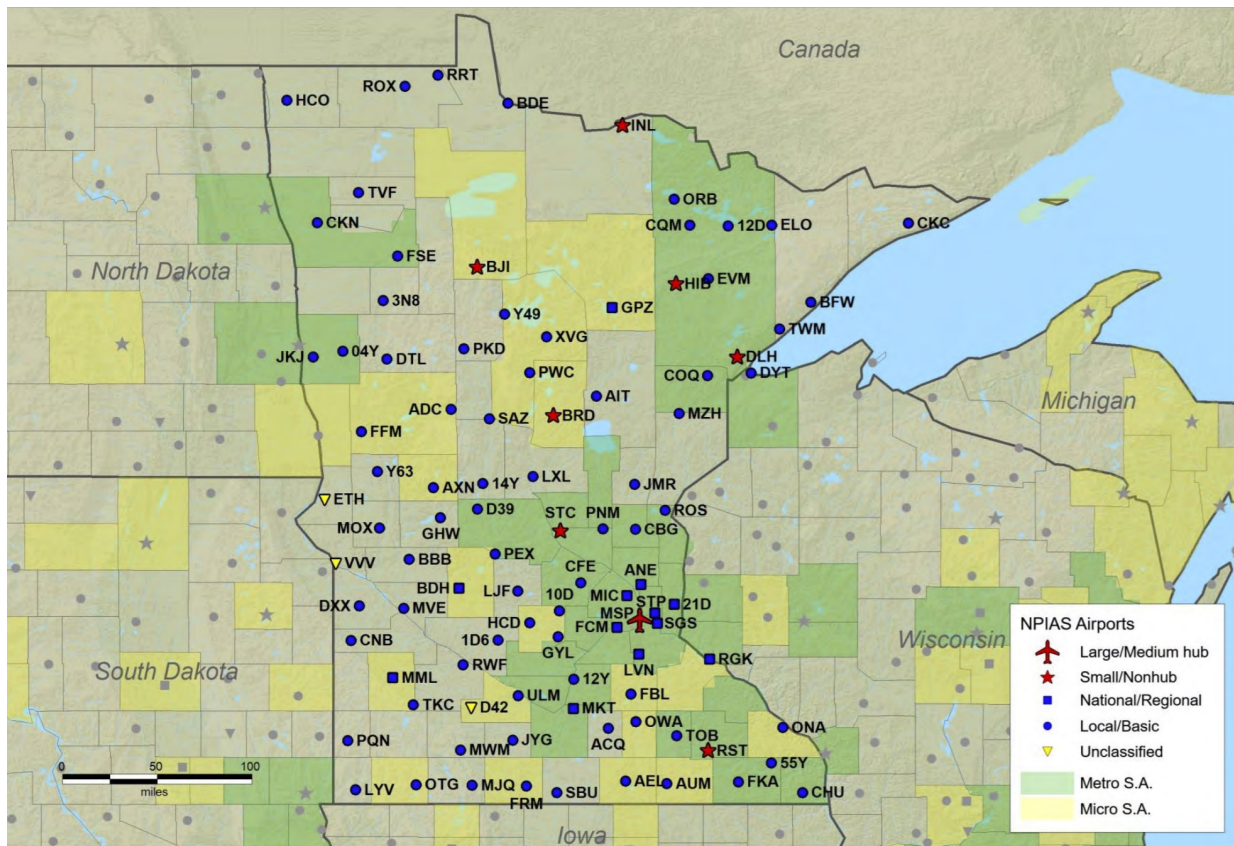 Canada
RRT
ROX
HCO
BDE
INL
TVF
ORB
CKN
CQM
12D
ELO
CKC
FSE
North Dakota
BJI
HIB
EVM
3N8
GPZ
BFW
Y49
TWM
XVG
JKJ
04Y
DTL
PKD
DLH
PWC
COQ
DYT
AIT
Michigan
ADC
SAZ
BRD
MZH
FFM
Y63
LXL
14Y
AXN
JMR
ETH
D39
ROS
STC
PNM
MOX
GHW
CBG
PEX
BBB
VVV
CFE
ANE
BDH
LJF
MIC
10D
STP
21D
DXX
MVE
MSP
HCD
FCM
SGS
CNB
1D6
GYL
Wisconsin
LVN
RGK
RWF
South Dakota
MML
12Y
ULM
FBL
TKC
D42
MKT
OWA
ONA
ACQ
TOB
PQN
JYG
MWM
RST
55Y
0 50 100
miles
LYV
OTG
MJQ
FRM
SBU
AEL
AUM
FKA
CHU
Iowa
NPIAS Airports
Large/Medium hub
Small/Nonhub
National/Regional
Local/Basic
Unclassified
Metro S.A.
Micro S.A.